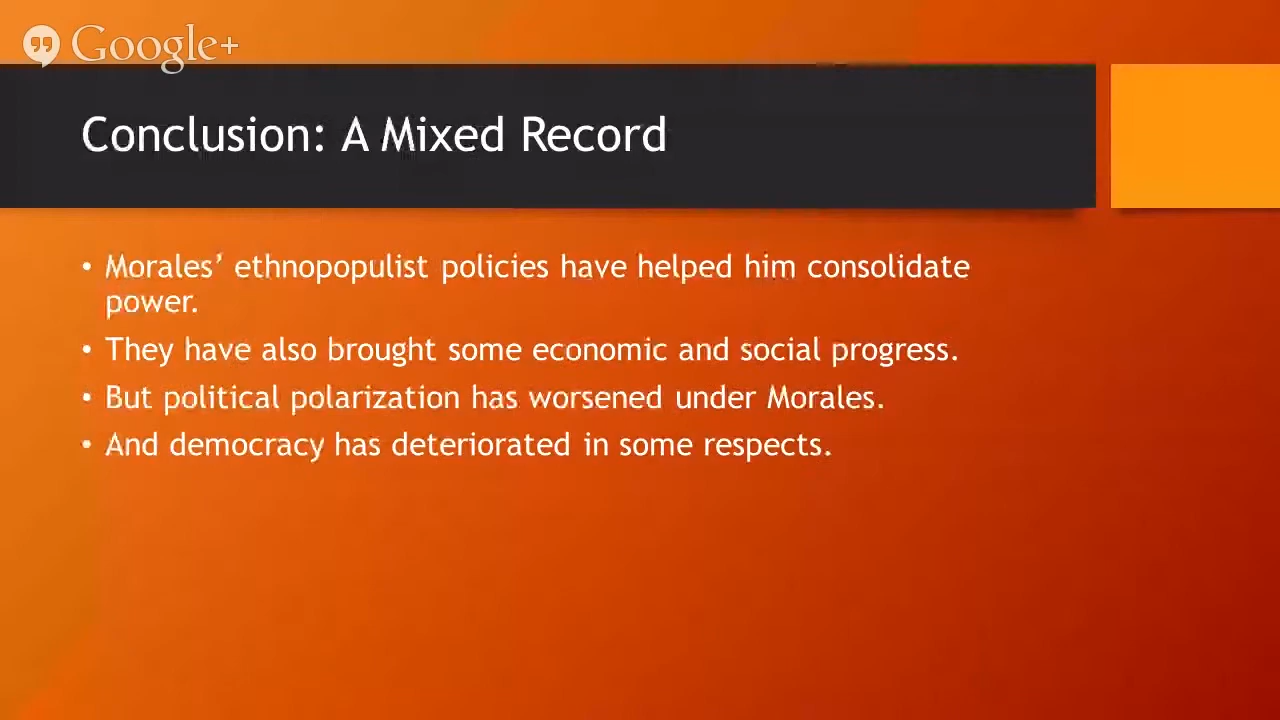 Google+
Conclusion: A Mixed Record
• Morales’ ethnopopulist policies have helped him consolidate
power.
• They have also brought some economic and social progress.
• But political polarization has worsened under Morales.
• And democracy has deteriorated in some respects.